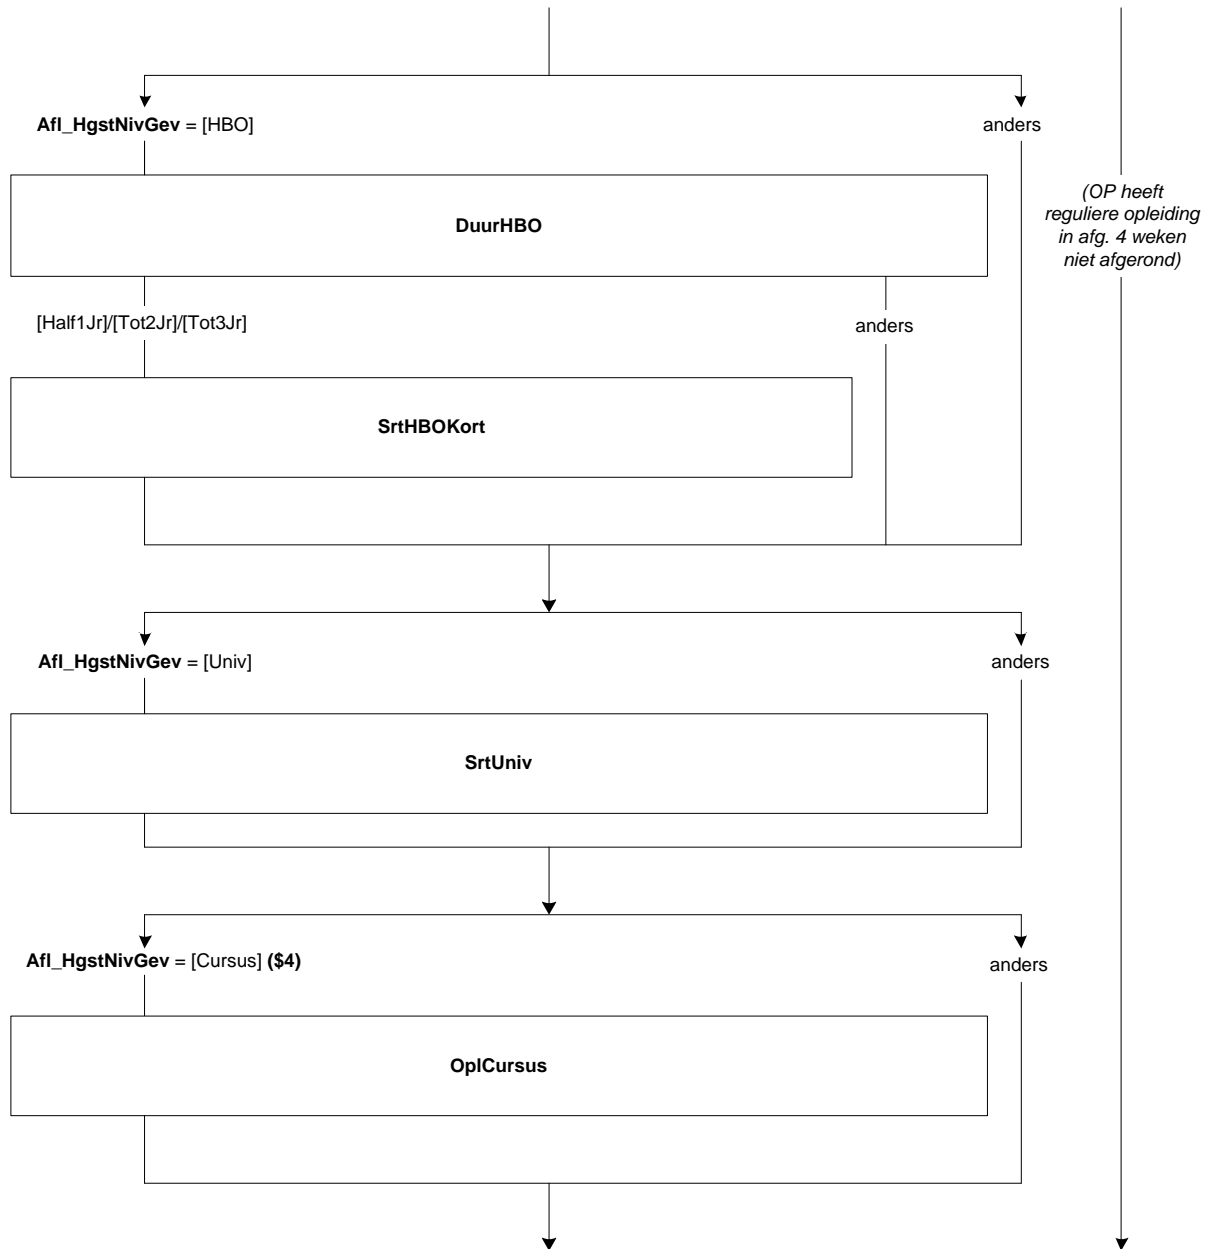 Afl_HgstNivGev = [HBO]
anders
(OP heeft
reguliere opleiding
in afg. 4 weken
niet afgerond)
DuurHBO
[Half1Jr]/[Tot2Jr]/[Tot3Jr]
anders
SrtHBOKort
Afl_HgstNivGev = [Univ]
anders
SrtUniv
Afl_HgstNivGev = [Cursus] ($4)
anders
OplCursus